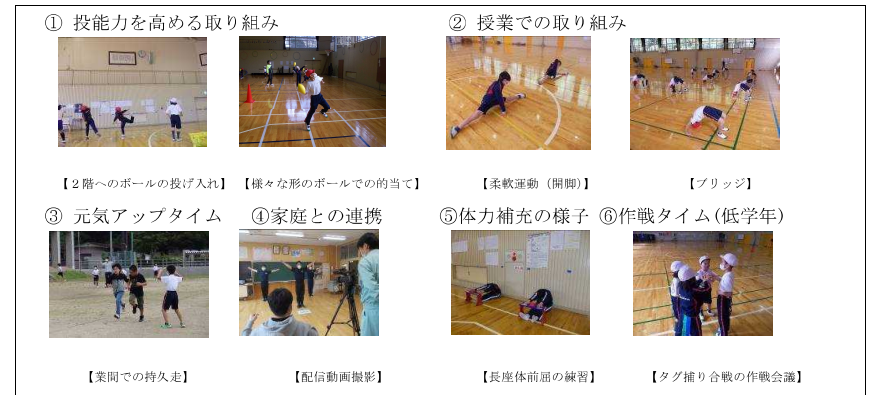 ① 投能力を高める取り組み
② 授業での取り組み
【2階へのボールの投げ入れ】
【様々な形のボールでの的当て】
【柔軟運動(開脚)】
【ブリッジ】
③ 元気アップタイム
④家庭との連携
⑤体力補充の様子
⑥作戦タイム(低学年)
【業間での持久走】
【配信動画撮影】
【長座体前屈の練習】
【タグ捕り合戦の作戦会議】